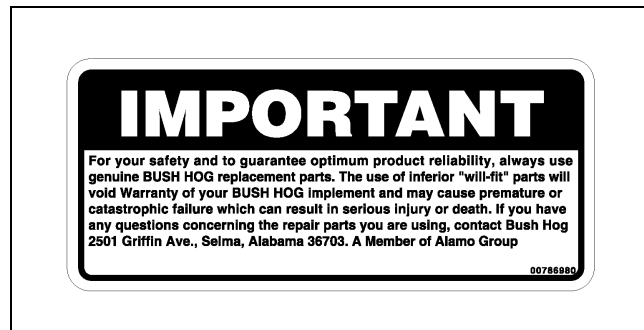 IMPORTANT
For your safety and to guarantee optimum product reliability, always use
genuine BUSH HOG replacement parts. The use of inferior "will-fit" parts will
void Warranty of your BUSH HOG implement and may cause premature or
catastrophic failure which can result in serious injury or death. If you have
any questions concerning the repair parts you are using, contact Bush Hog
2501 Griffin Ave., Selma, Alabama 36703. A Member of Alamo Group
00786980